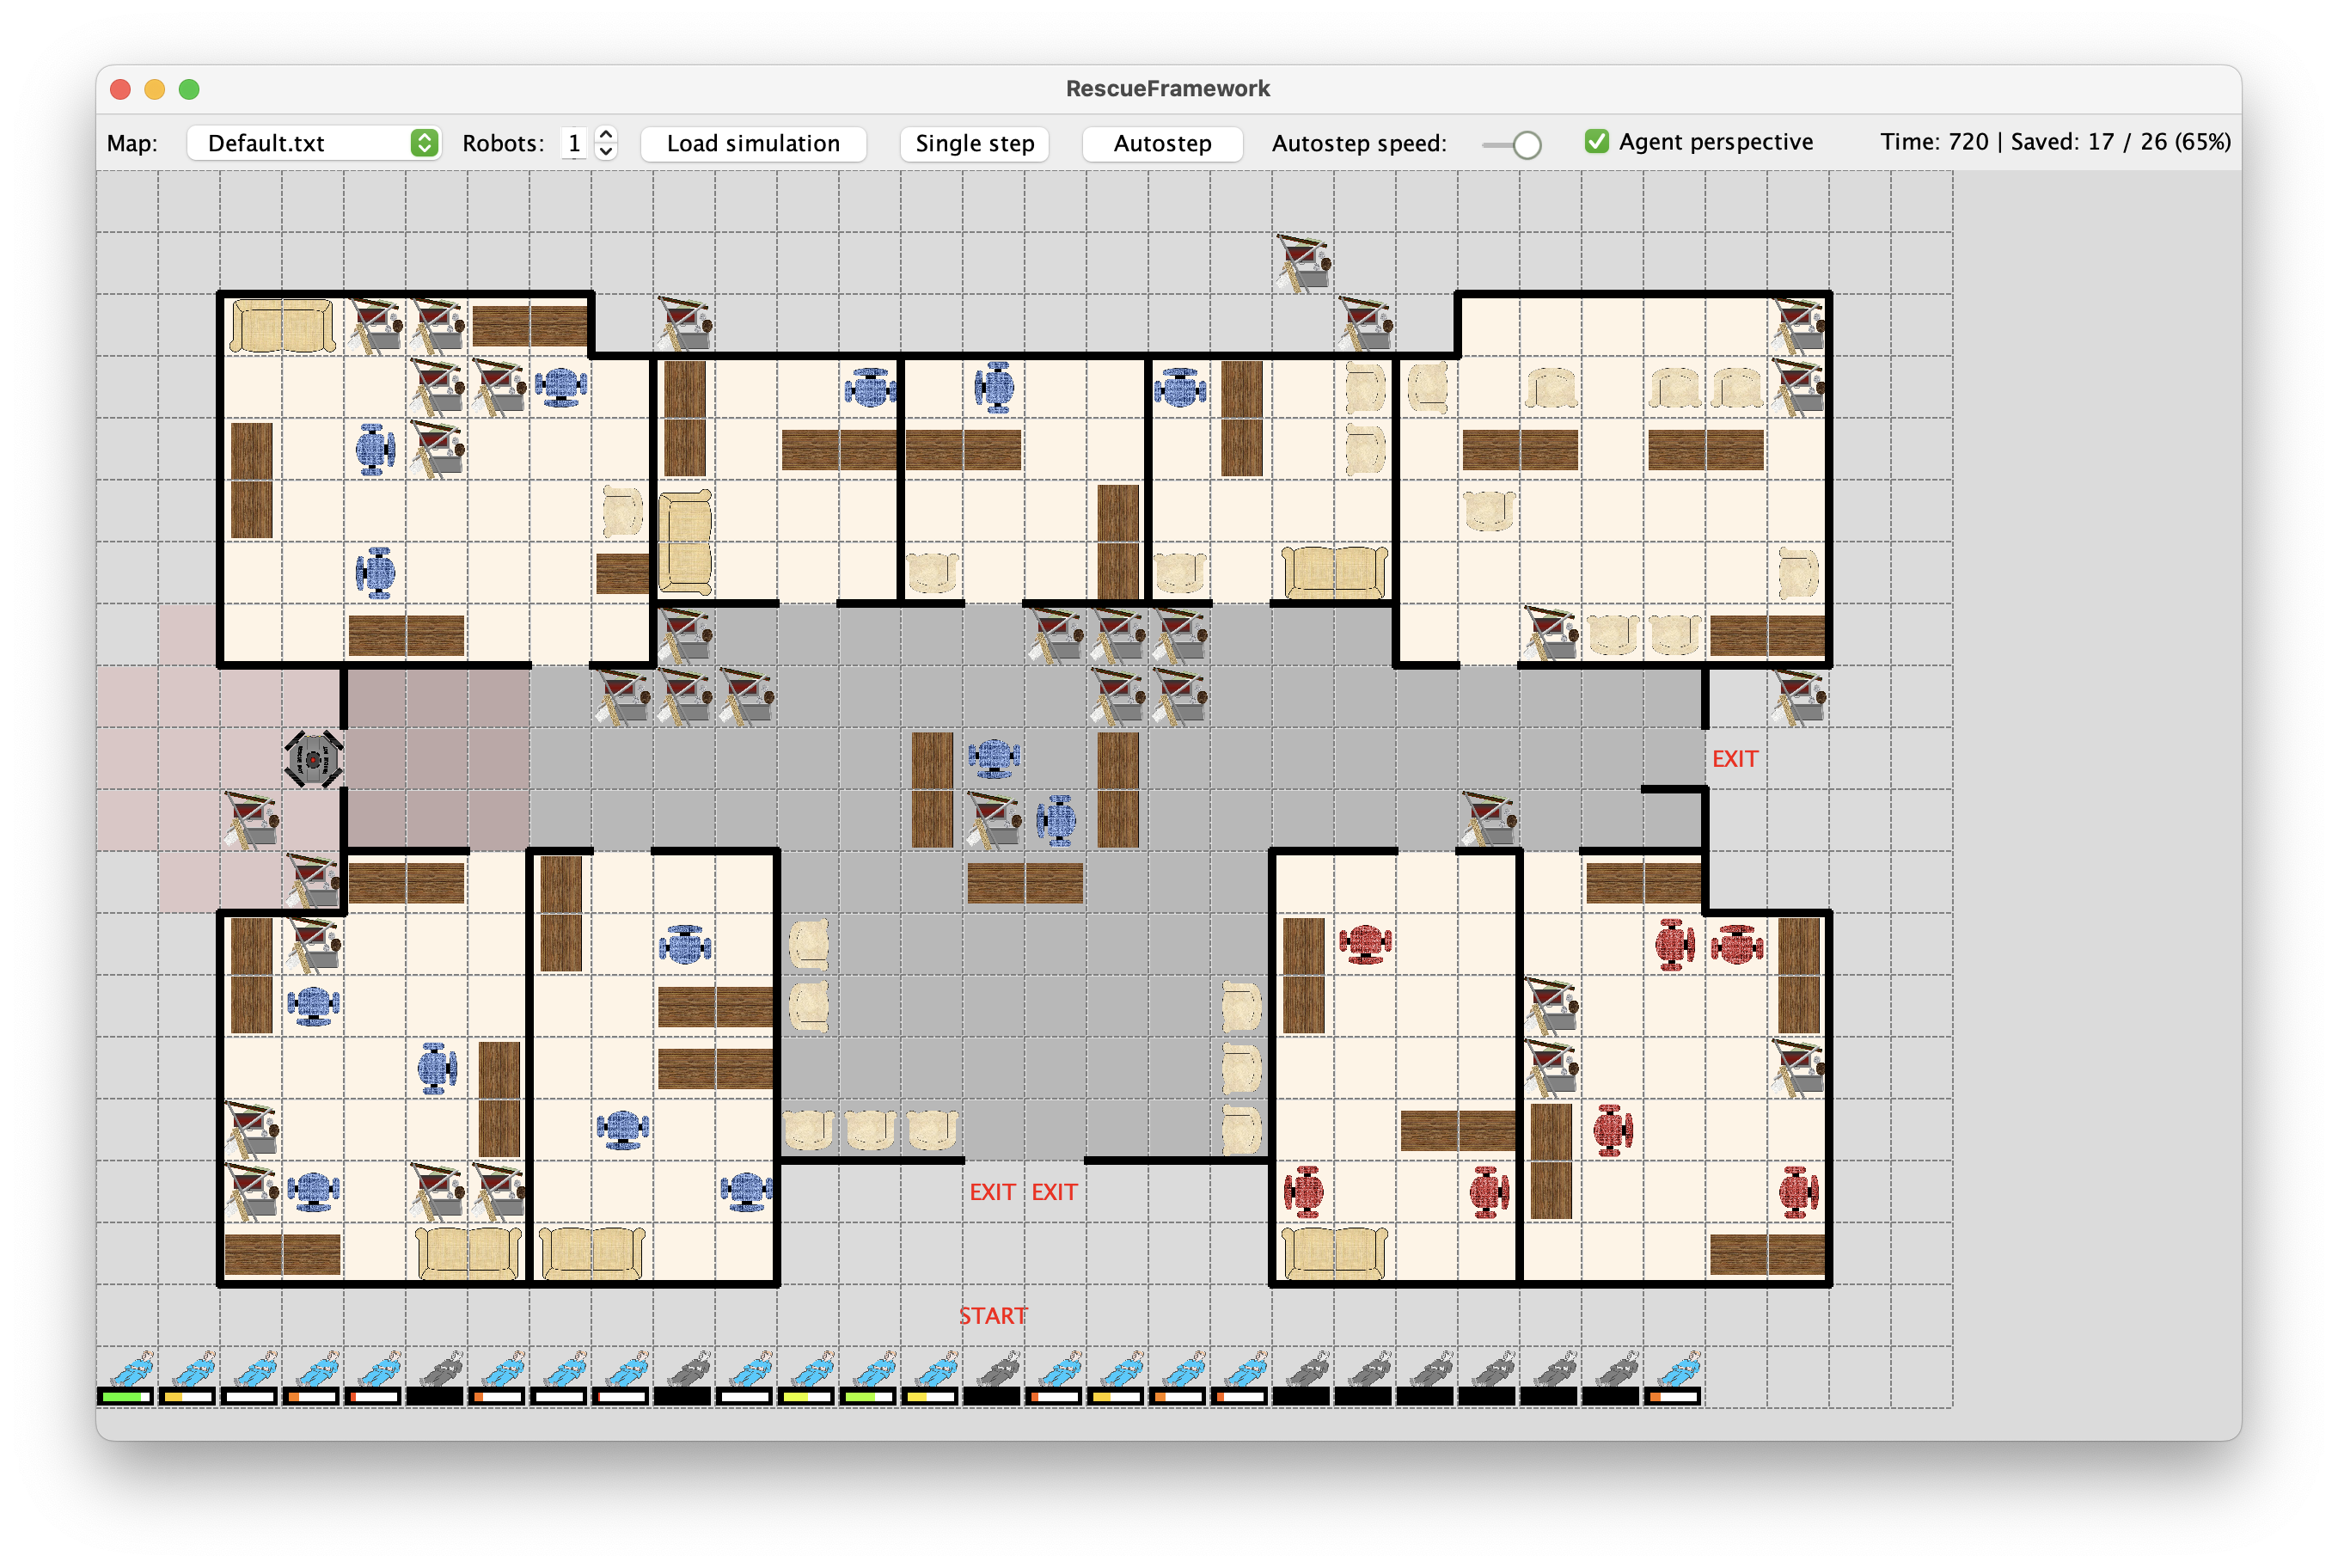 RescueFramework
Map: Default.txt Robots: 1 Load simulation Single step Autostep Autostep speed: Agent perspective Time: 720 | Saved: 17 / 26 (65%)
EXIT
EXIT EXIT
START